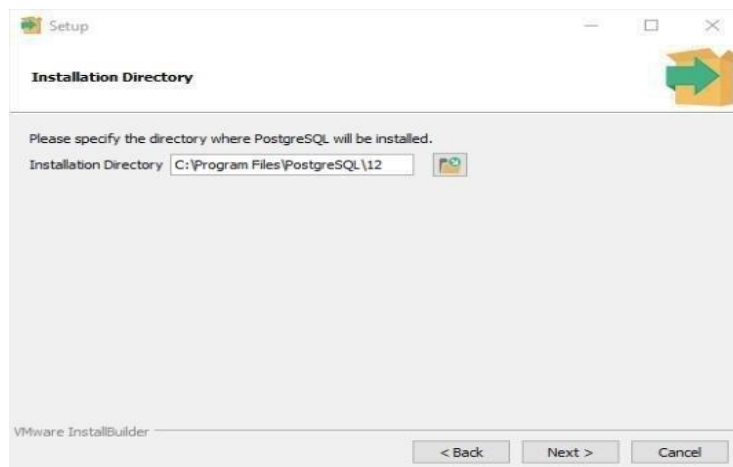 Setup
Installation Directory
Please specify the directory where PostgreSQL will be installed.
Installation Directory C:\Program Files\PostgreSQL\12
VMware InstallBuilder
< Back Next > Cancel